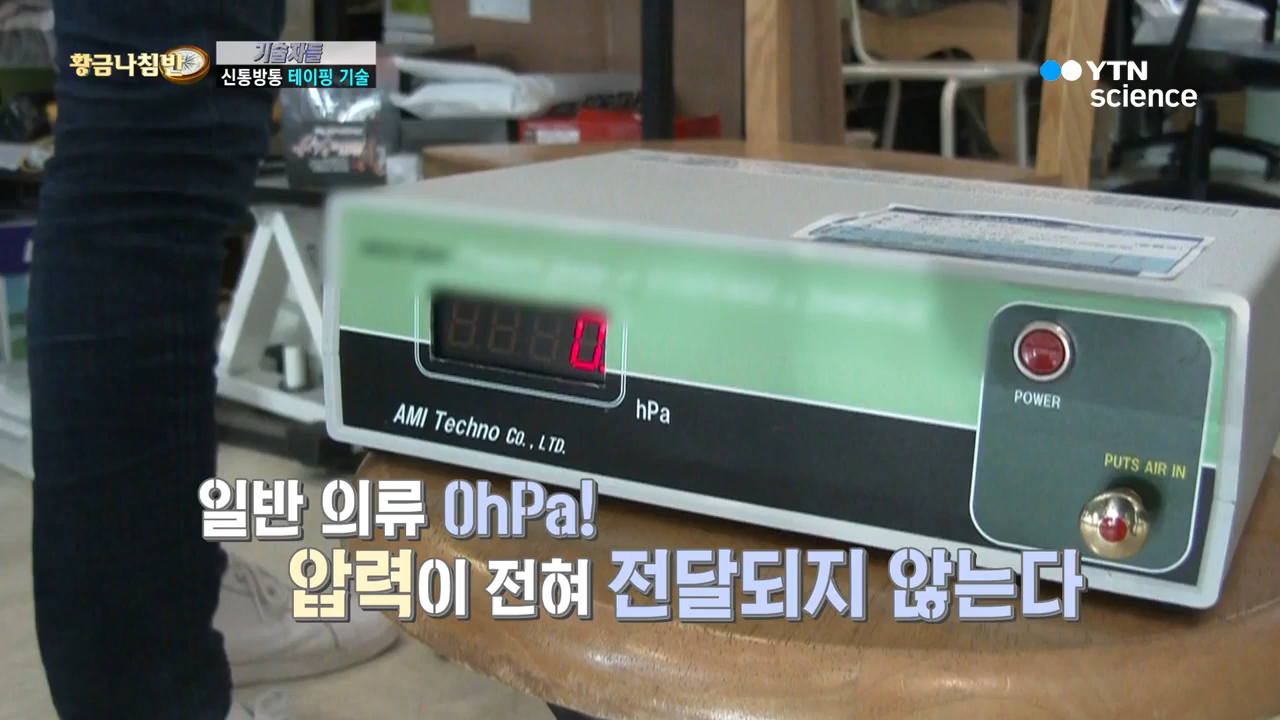 황금나침반
기술자들
신통방통 테이핑 기술
YTN
science
0
hPa
AMI Techno CO., LTD.
POWER
PUTS AIR IN
일반 의류 0hPa!
압력이 전혀 전달되지 않는다